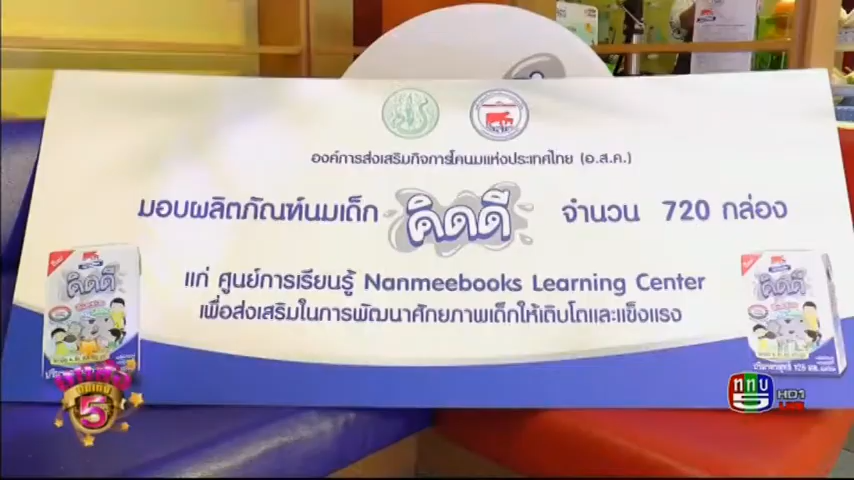 องค์การส่งเสริมกิจการโคนมแห่งประเทศไทย (อ.ส.ค.)
มอบผลิตภัณฑ์นมเด็ก คิดดี จำนวน 720 กล่อง
แก่ ศูนย์การเรียนรู้ Nanmeebooks Learning Center
เพื่อส่งเสริมในการพัฒนาศักยภาพเด็กให้เติบโตและแข็งแรง
คิดดี
คิดดี
5
ททบ
5 HD1